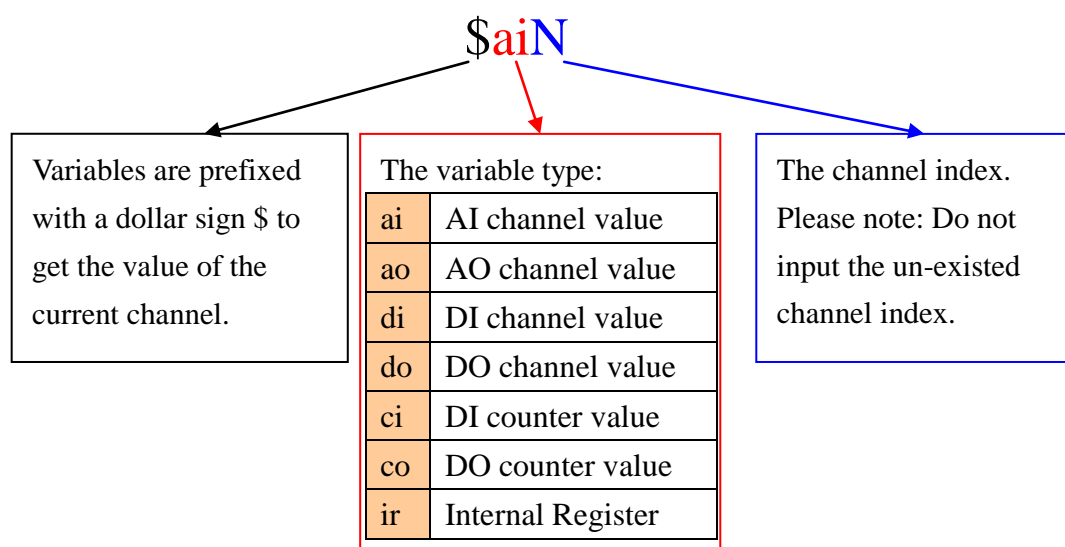 $aiN
Variables are prefixed
with a dollar sign $ to
get the value of the
current channel.
The variable type:
ai AI channel value
ao AO channel value
di DI channel value
do DO channel value
ci DI counter value
co DO counter value
ir Internal Register
The channel index.
Please note: Do not
input the un-existed
channel index.